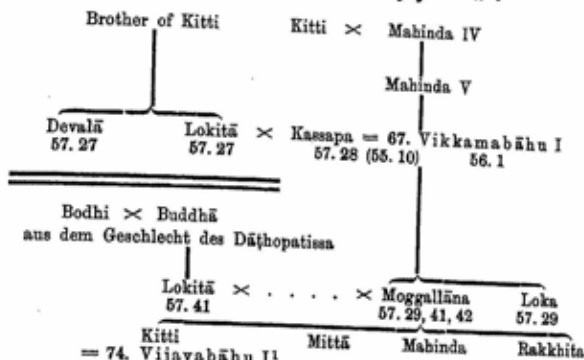 Brother of Kitti Kitti × Mahinda IV
Mahinda V
Devalā Lokitā × Kassapa = 67. Vikkamabāhu I
57. 27 57. 27 57. 28 (55. 10) 56. 1
Bodhi × Buddhā
aus dem Geschlecht des Dāṭhopatissa
Lokitā × . . . . . × Moggallāna Loka
57. 41 57. 29, 41, 42 57. 29
Kitti Mittā Mahinda Rakkhita
= 74. Vijayabāhu I¹